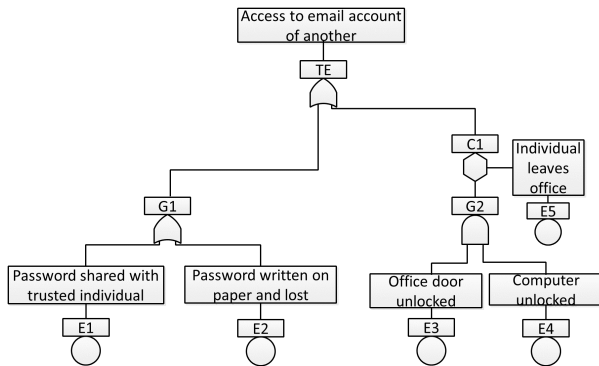 Access to email account
of another
TE
C1
Individual
leaves
office
G1
G2
E5
Password shared with
trusted individual
Password written on
paper and lost
Office door
unlocked
Computer
unlocked
E1
E2
E3
E4